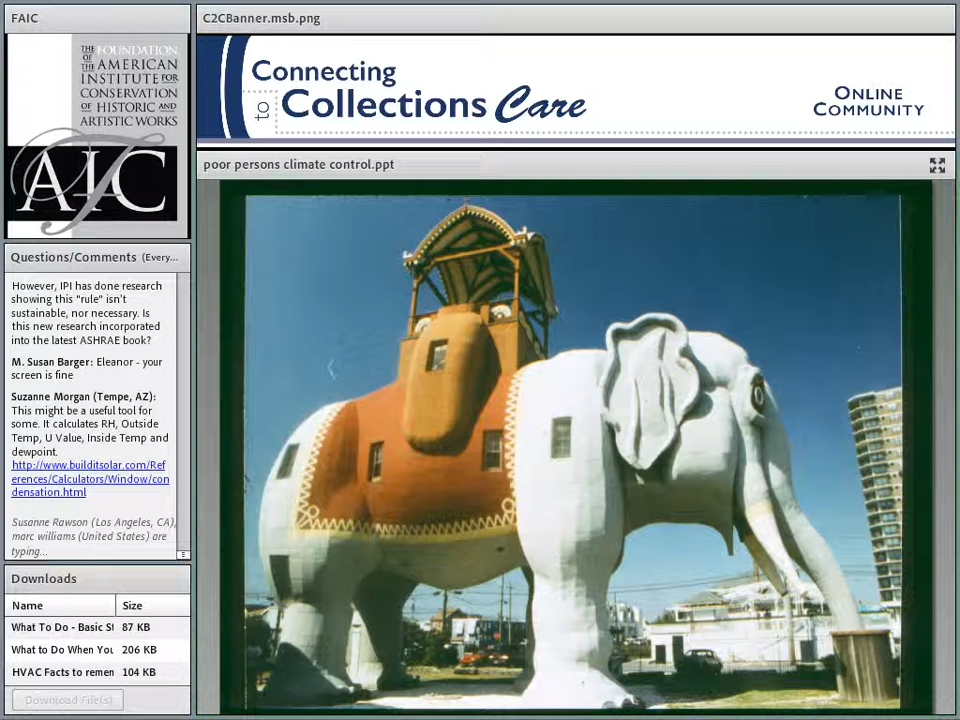 FAIC
THE FOUNDATION
OF THE AMERICAN
INSTITUTE FOR
CONSERVATION
OF HISTORIC AND
ARTISTIC WORKS
AIC
Questions/Comments (Every...
However, IPI has done research
showing this "rule" isn't
sustainable, nor necessary. Is
this new research incorporated
into the latest ASHRAE book?
M. Susan Barger: Eleanor - your
screen is fine
Suzanne Morgan (Tempe, AZ):
This might be a useful tool for
some. It calculates RH, Outside
Temp, U Value, Inside Temp and
dewpoint.
http://www.builditsolar.com/Ref
erences/Calculators/Window/con
densation.html
Susanne Rawson (Los Angeles, CA),
marc williams (United States) are
typing...
Downloads
Name Size
What To Do - Basic St 87 KB
What to Do When You 206 KB
HVAC Facts to remen 104 KB
Download File(s)
C2CBanner.msb.png
Connecting
to Collections Care
ONLINE
COMMUNITY
poor persons climate control.ppt